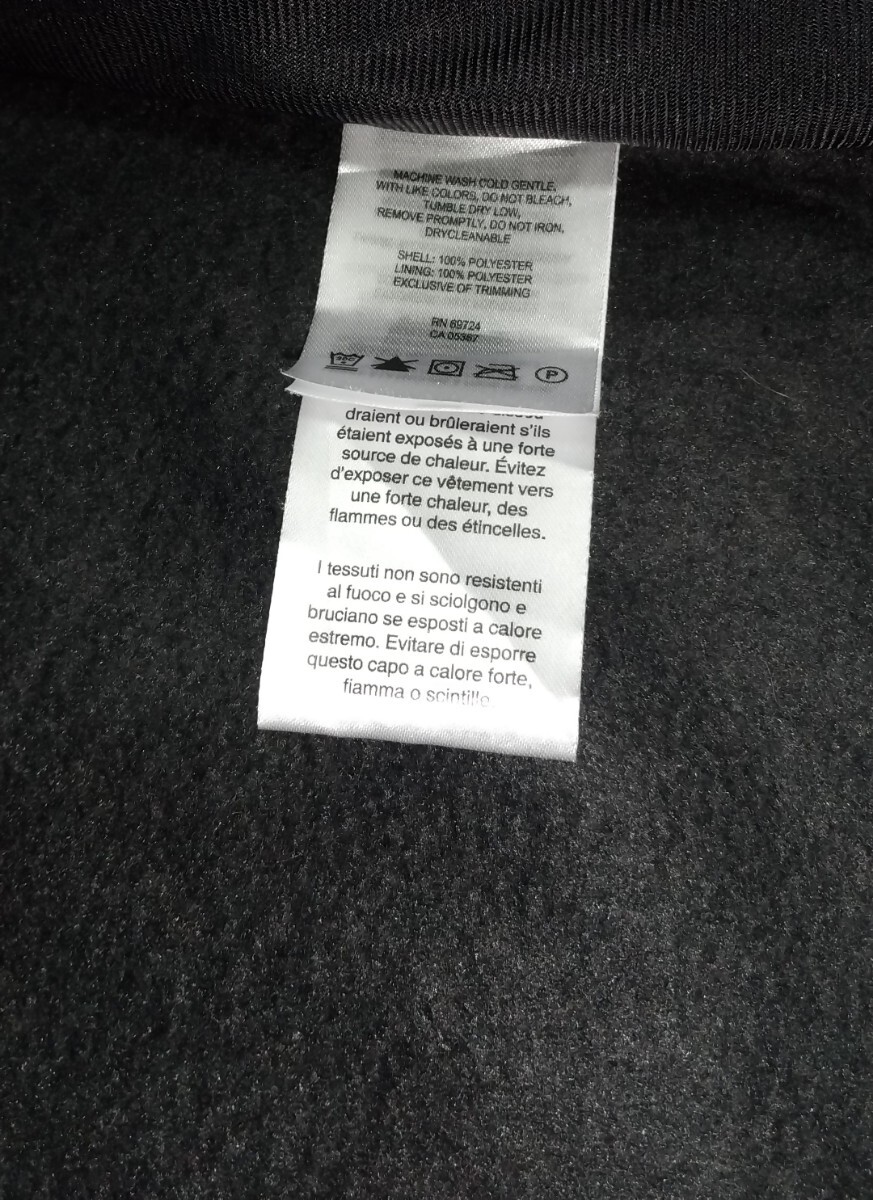 MACHINE WASH COLD GENTLE,
WITH LIKE COLORS, DO NOT BLEACH,
TUMBLE DRY LOW,
REMOVE PROMPTLY, DO NOT IRON,
DRYCLEANABLE
SHELL: 100% POLYESTER
LINING: 100% POLYESTER
EXCLUSIVE OF TRIMMING
RN 69724
CA 05367
P
draient ou brûleraient s'ils
étaient exposés à une forte
source de chaleur. Évitez
d'exposer ce vêtement vers
une forte chaleur, des
flammes ou des étincelles.
I tessuti non sono resistenti
al fuoco e si sciolgono e
bruciano se esposti a calore
estremo. Evitare di esporre
questo capo a calore forte,
fiamma o scintille